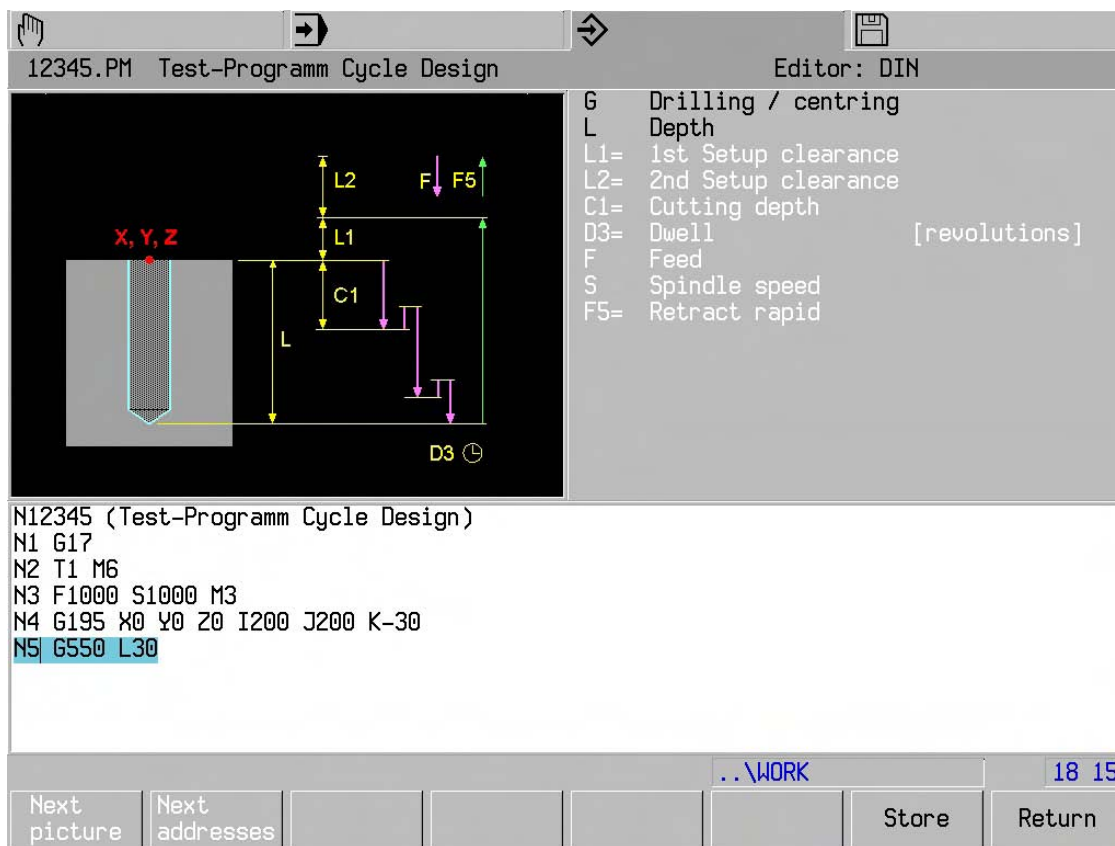 12345.PM Test-Programm Cycle Design
Editor: DIN
L2
F
F5
L1
X, Y, Z
C1
L
D3
G Drilling / centring
L Depth
L1= 1st Setup clearance
L2= 2nd Setup clearance
C1= Cutting depth
D3= Dwell [revolutions]
F Feed
S Spindle speed
F5= Retract rapid
N12345 (Test-Programm Cycle Design)
N1 G17
N2 T1 M6
N3 F1000 S1000 M3
N4 G195 X0 Y0 Z0 I200 J200 K-30
N5 G550 L30
..\WORK
18 15
Next picture
Next addresses
Store
Return